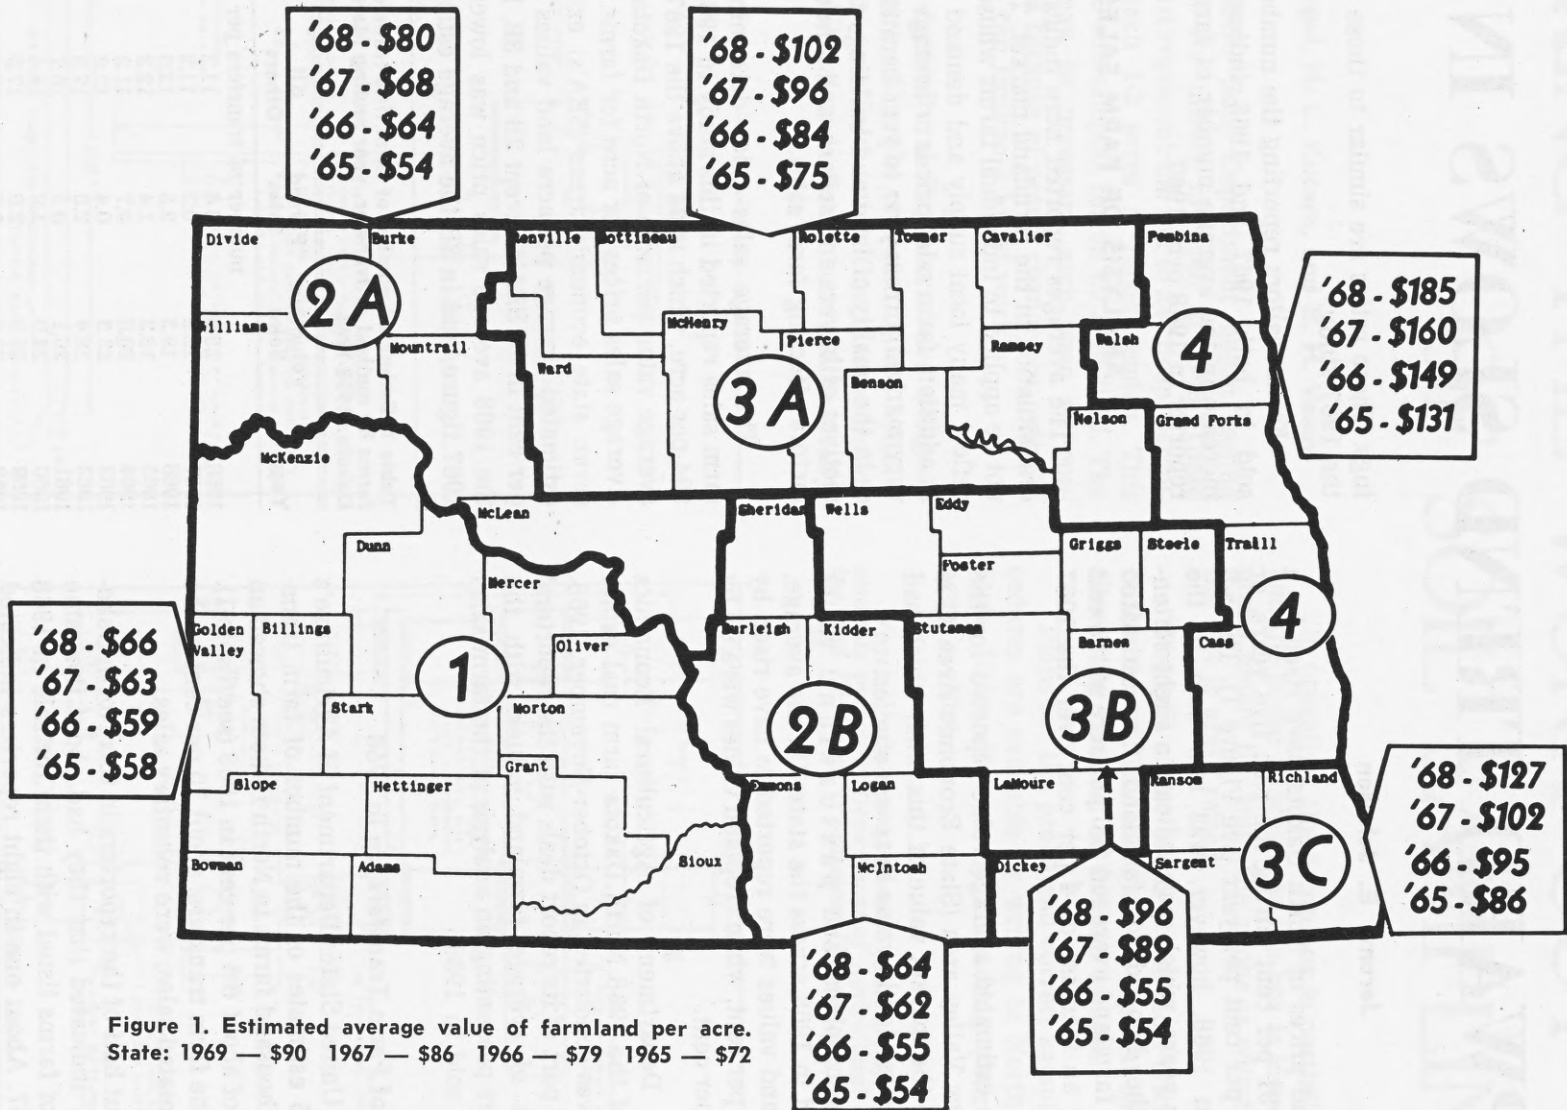 '68 - $80
'67 - $68
'66 - $64
'65 - $54
'68 - $102
'67 - $96
'66 - $84
'65 - $75
Divide
Burke
Renville
Bottineau
Rolette
Towner
Cavalier
Pembina
2A
Williams
Mountrail
Ward
McHenry
Pierce
Ramsey
Walsh
4
'68 - $185
'67 - $160
'66 - $149
'65 - $131
3A
Benson
Nelson
Grand Forks
McKenzie
McLean
Sheridan
Wells
Eddy
Dunn
Mercer
Foster
Griggs
Steele
Traill
4
'68 - $66
'67 - $63
'66 - $59
'65 - $58
Golden
Valley
Billings
1
Oliver
Burleigh
Kidder
Stutsman
Barnes
Cass
Stark
Morton
2B
3B
Slope
Hettinger
Grant
Emmons
Logan
LaMoure
Ransom
Richland
'68 - $127
'67 - $102
'66 - $95
'65 - $86
Bowman
Adams
Sioux
McIntosh
Dickey
Sargent
3C
'68 - $64
'67 - $62
'66 - $55
'65 - $54
'68 - $96
'67 - $89
'66 - $55
'65 - $54
Figure 1. Estimated average value of farmland per acre.
State: 1969 — $90 1967 — $86 1966 — $79 1965 — $72